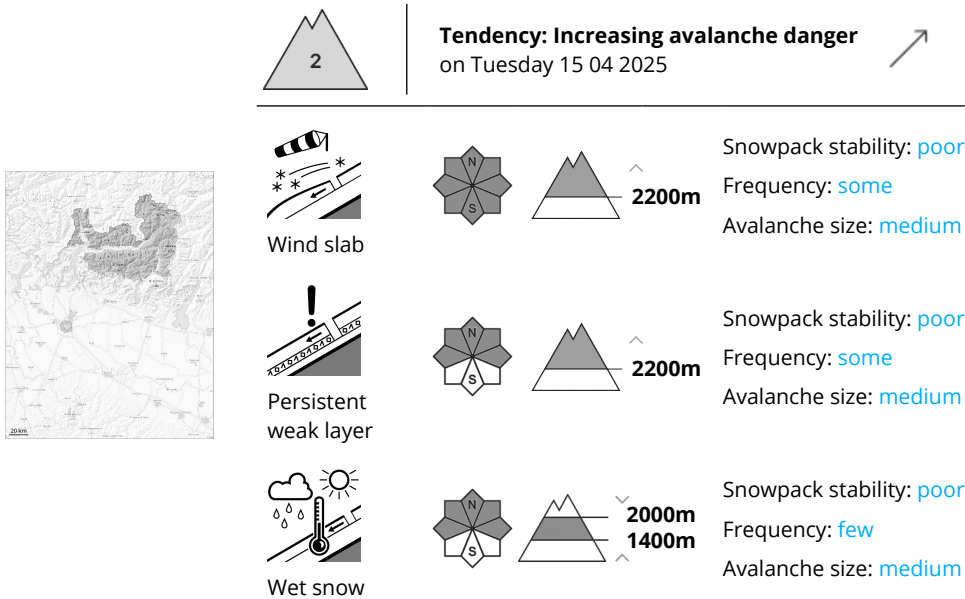 2
Tendency: Increasing avalanche danger
on Tuesday 15 04 2025
20 km
N
S
Wind slab
2200m
Snowpack stability: poor
Frequency: some
Avalanche size: medium
N
S
Persistent
weak layer
2200m
Snowpack stability: poor
Frequency: some
Avalanche size: medium
N
S
Wet snow
2000m
1400m
Snowpack stability: poor
Frequency: few
Avalanche size: medium